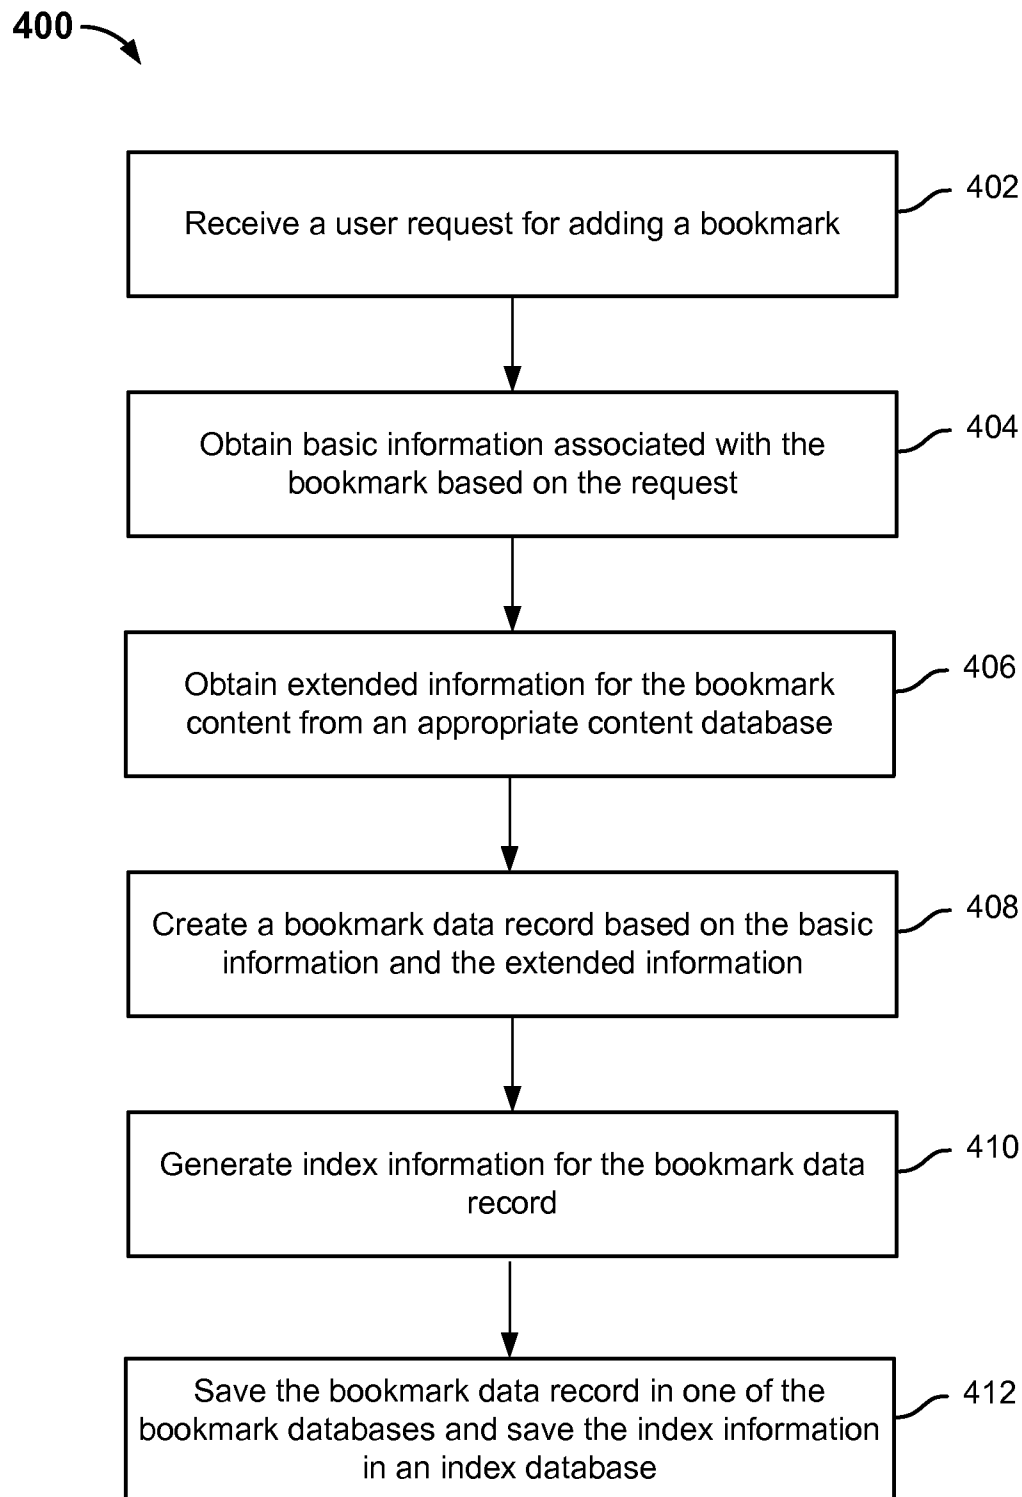 400
Receive a user request for adding a bookmark
402
Obtain basic information associated with the
bookmark based on the request
404
Obtain extended information for the bookmark
content from an appropriate content database
406
Create a bookmark data record based on the basic
information and the extended information
408
Generate index information for the bookmark data
record
410
Save the bookmark data record in one of the
bookmark databases and save the index information
in an index database
412